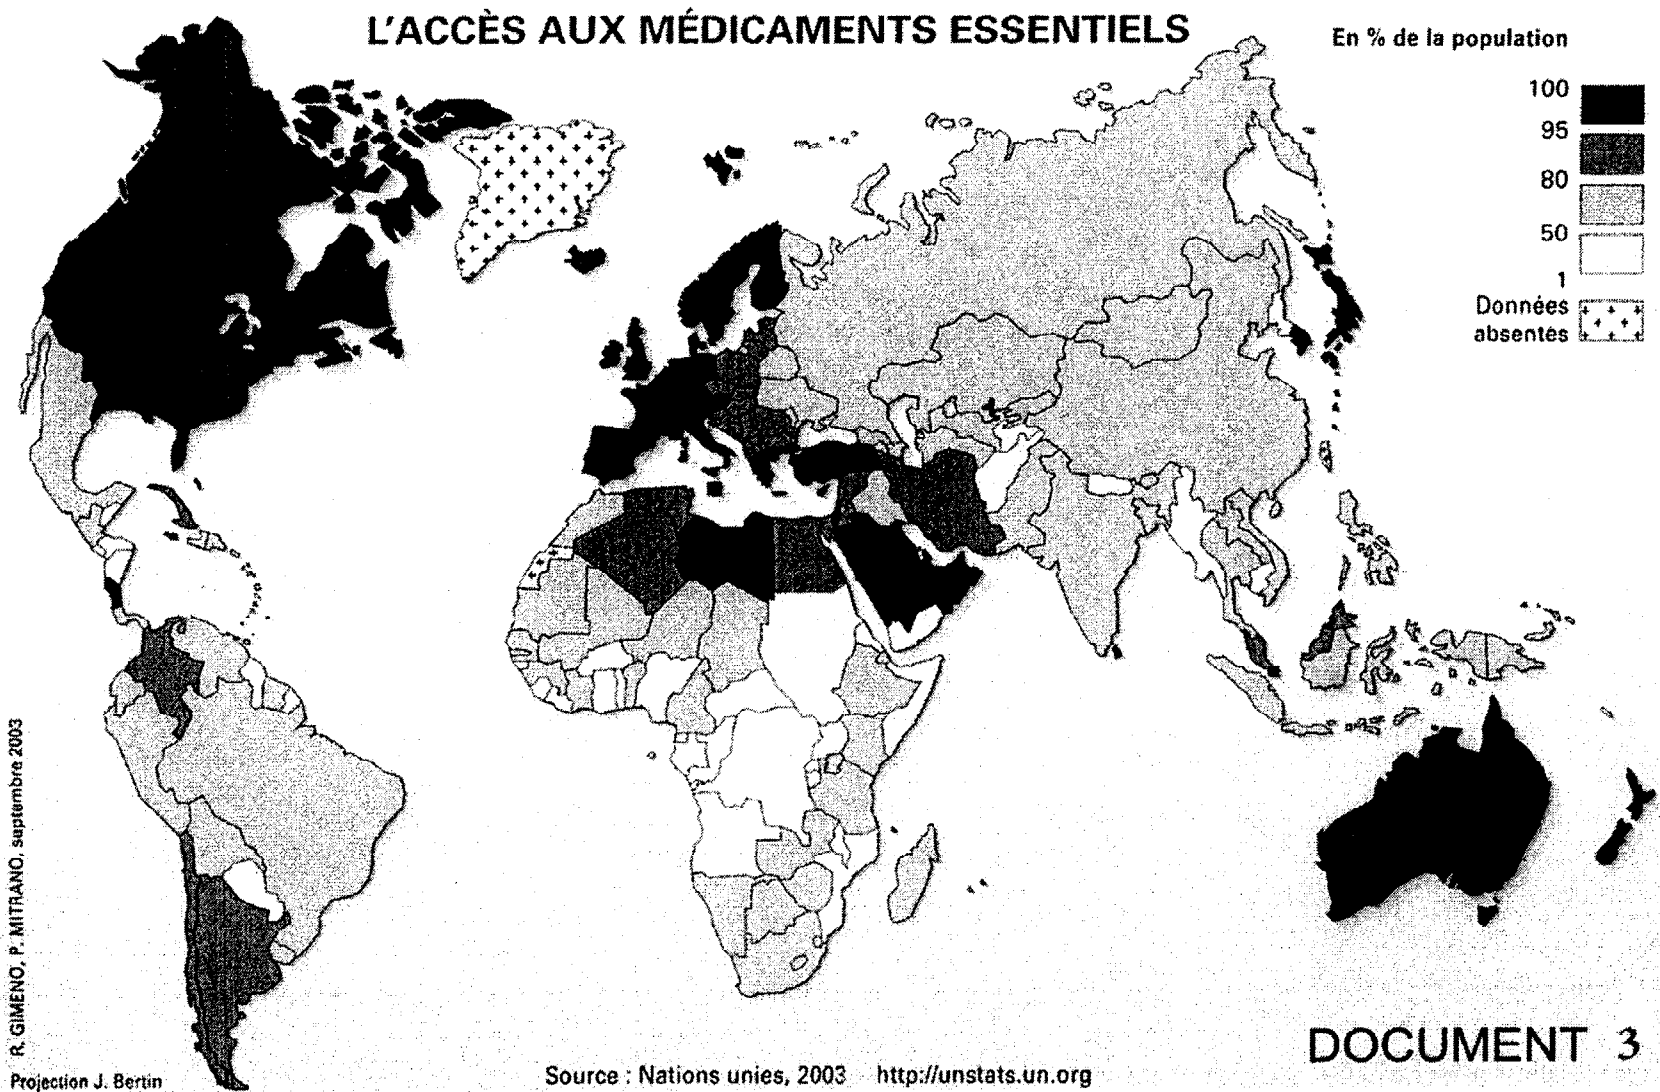 L'ACCÈS AUX MÉDICAMENTS ESSENTIELS
En % de la population
100
95
80
50
1
Données
absentes
R. GIMENO, P. MITRANO, septembre 2003
Projection J. Bertin
Source : Nations unies, 2003 http://unstats.un.org
DOCUMENT 3